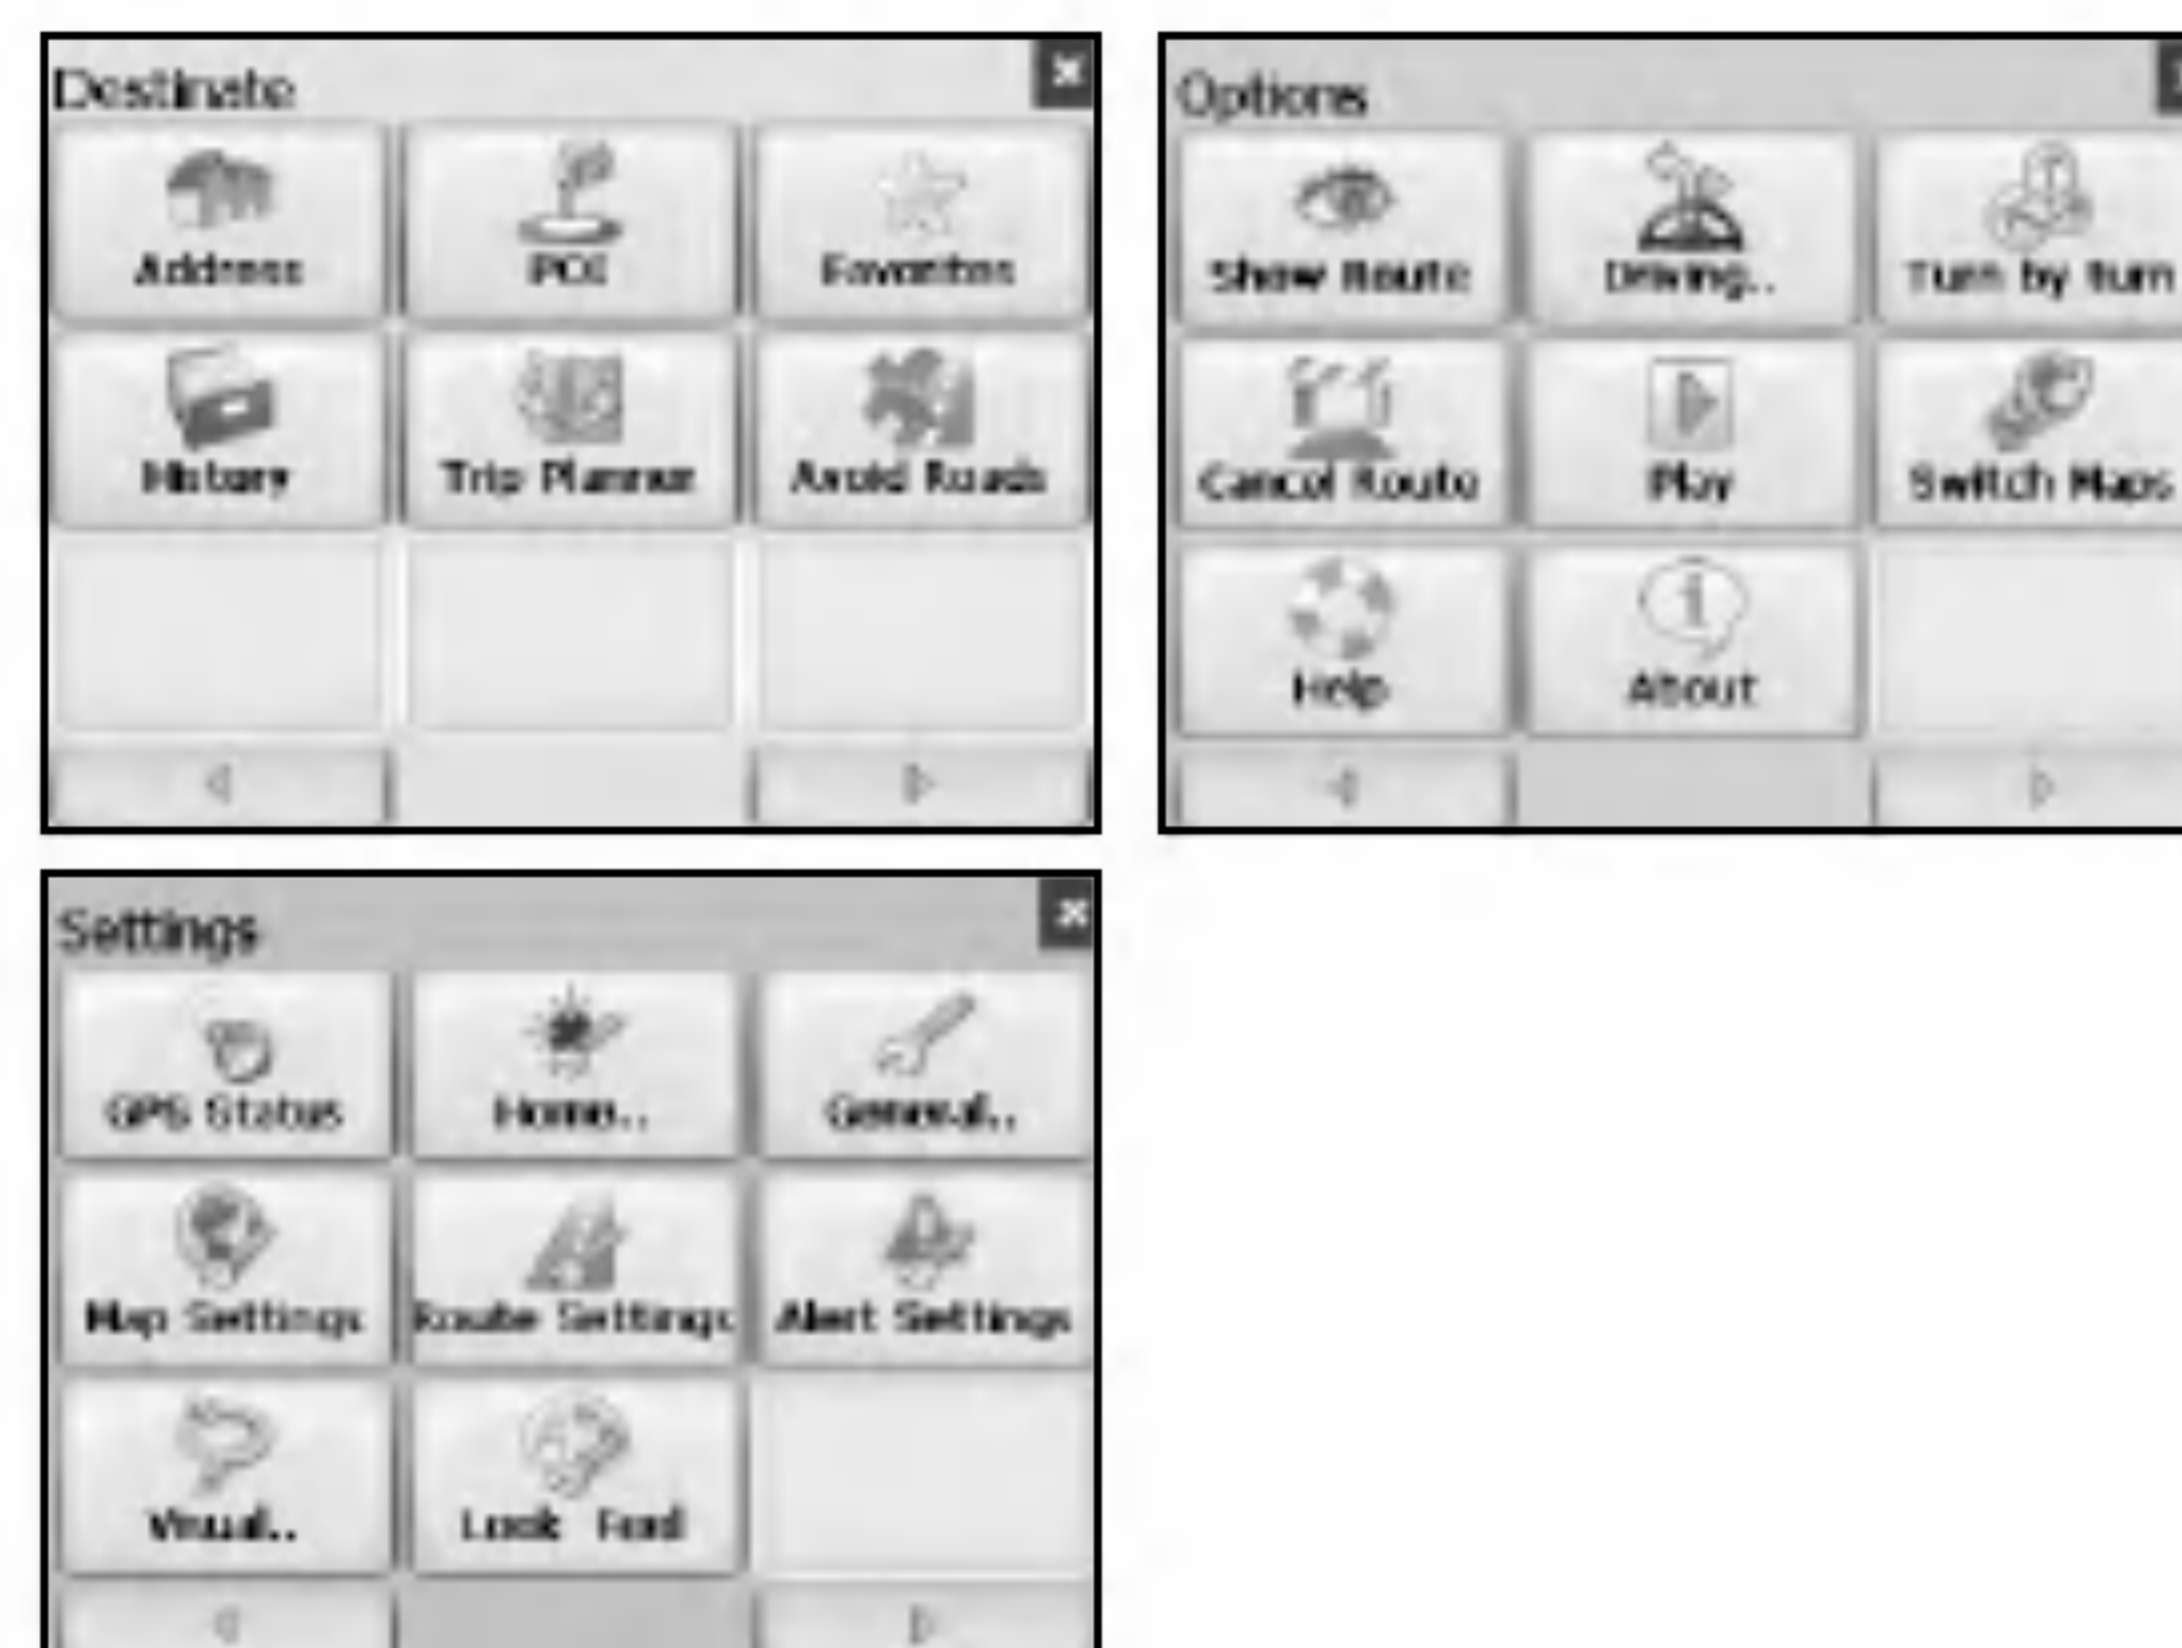 Destinate
Address POI Favorites
History Trip Planner Avoid Roads
Options
Show Route Driving.. Turn by turn
Cancel Route Play Switch Maps
Help About
Settings
GPS Status Home.. General..
Map Settings Route Settings Alert Settings
Visual.. Look Feel